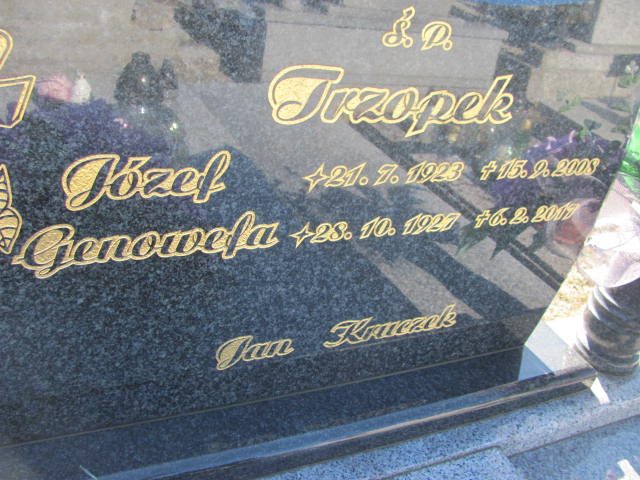 Ś. P.
Trzopek
Józef ✧21. 7. 1923 ✝15. 9. 2008
Genowefa ✧28. 10. 1927 ✝6. 2. 2017
Jan Kruczek